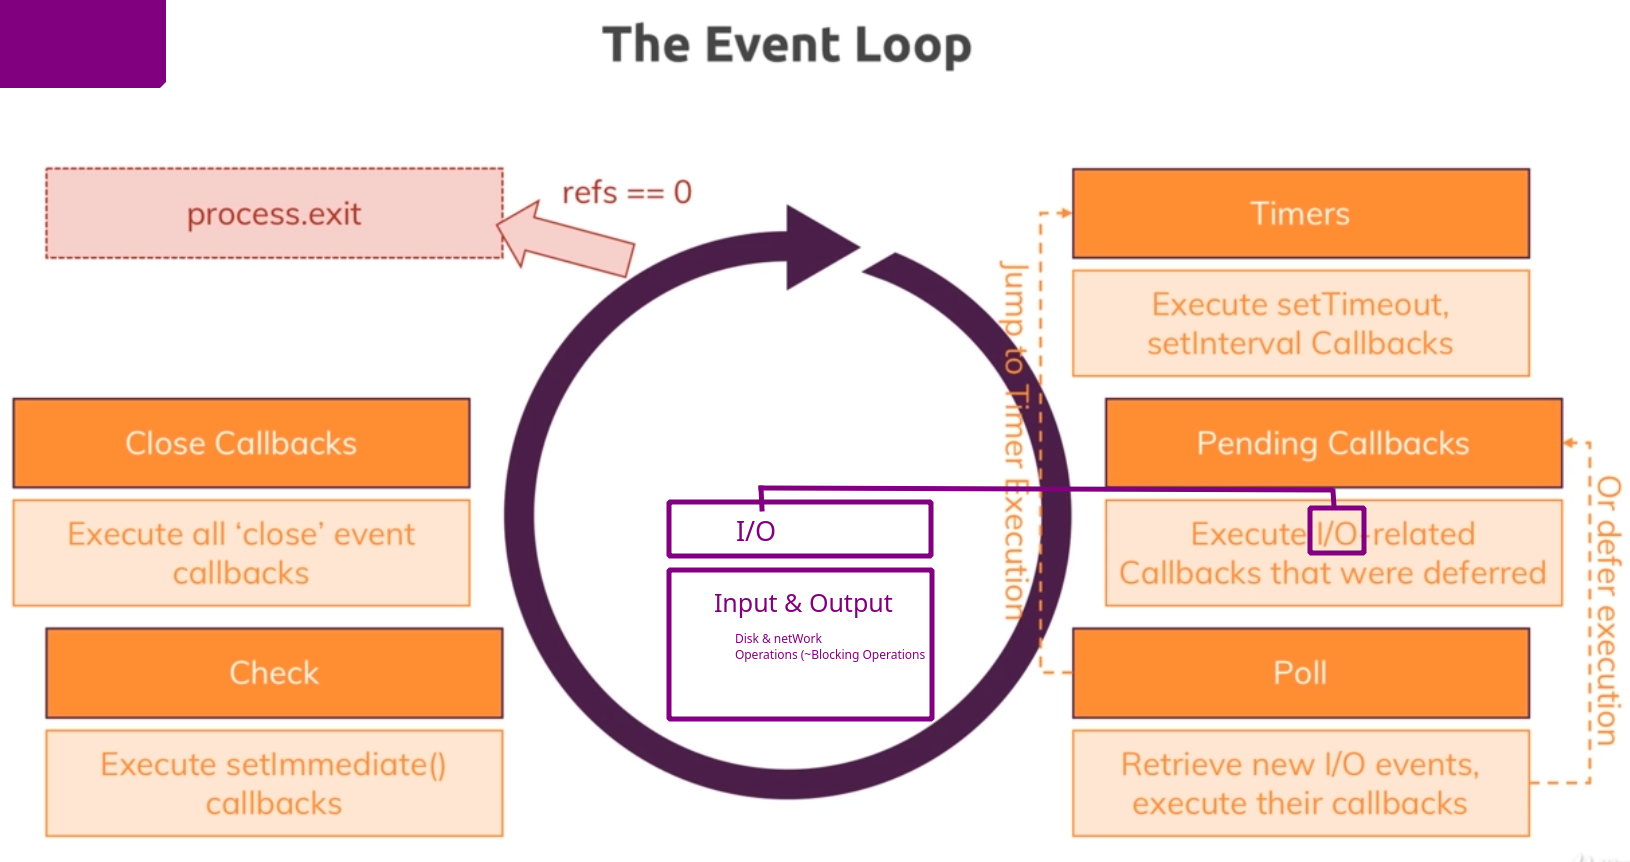 The Event Loop
process.exit
refs == 0
Timers
Execute setTimeout,
setInterval Callbacks
Jump to Timer Execution
Close Callbacks
Execute all ‘close’ event
callbacks
Pending Callbacks
Execute I/O-related
Callbacks that were deferred
Or defer execution
I/O
Input & Output
Disk & netWork
Operations (~Blocking Operations
Check
Execute setImmediate()
callbacks
Poll
Retrieve new I/O events,
execute their callbacks